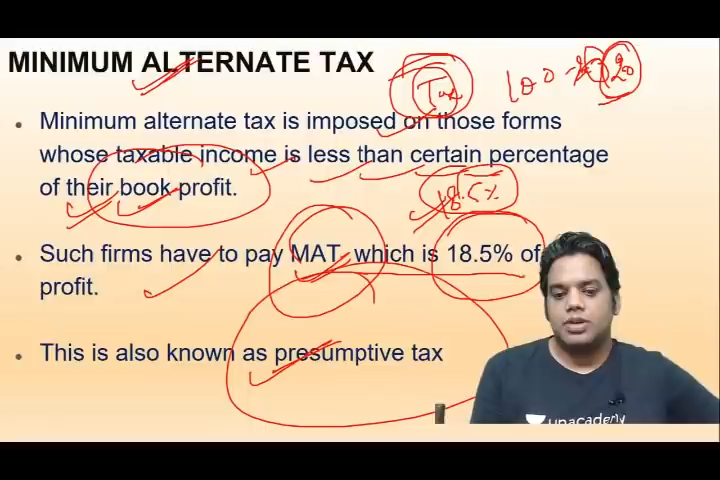 MINIMUM ALTERNATE TAX
Tax
100
20
Minimum alternate tax is imposed on those forms
whose taxable income is less than certain percentage
of their book profit.
18.5%
Such firms have to pay MAT, which is 18.5% of
profit.
This is also known as presumptive tax
unacademy